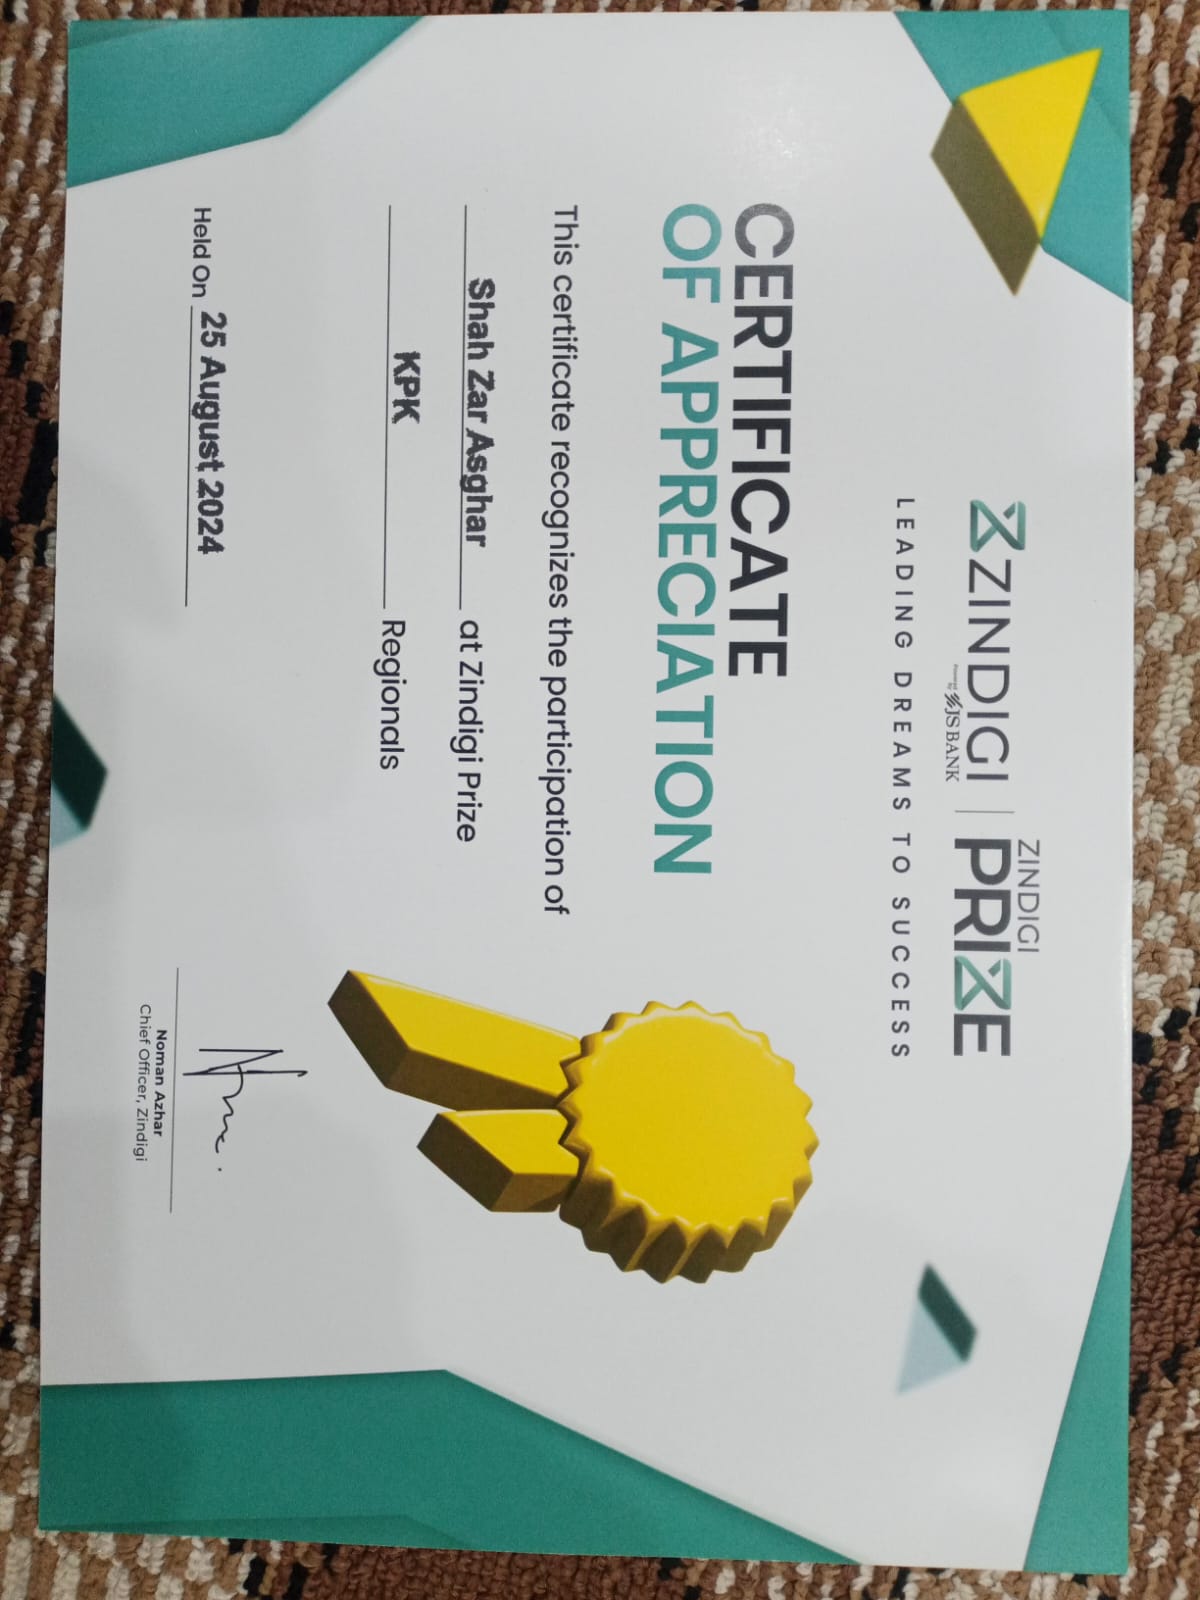 ZINDIGI
Powered by JS BANK
ZINDIGI
PRIZE
LEADING DREAMS TO SUCCESS
CERTIFICATE
OF APPRECIATION
This certificate recognizes the participation of
Shah Zar Asghar at Zindigi Prize
KPK Regionals
Held On 25 August 2024
Noman Azhar
Chief Officer, Zindigi